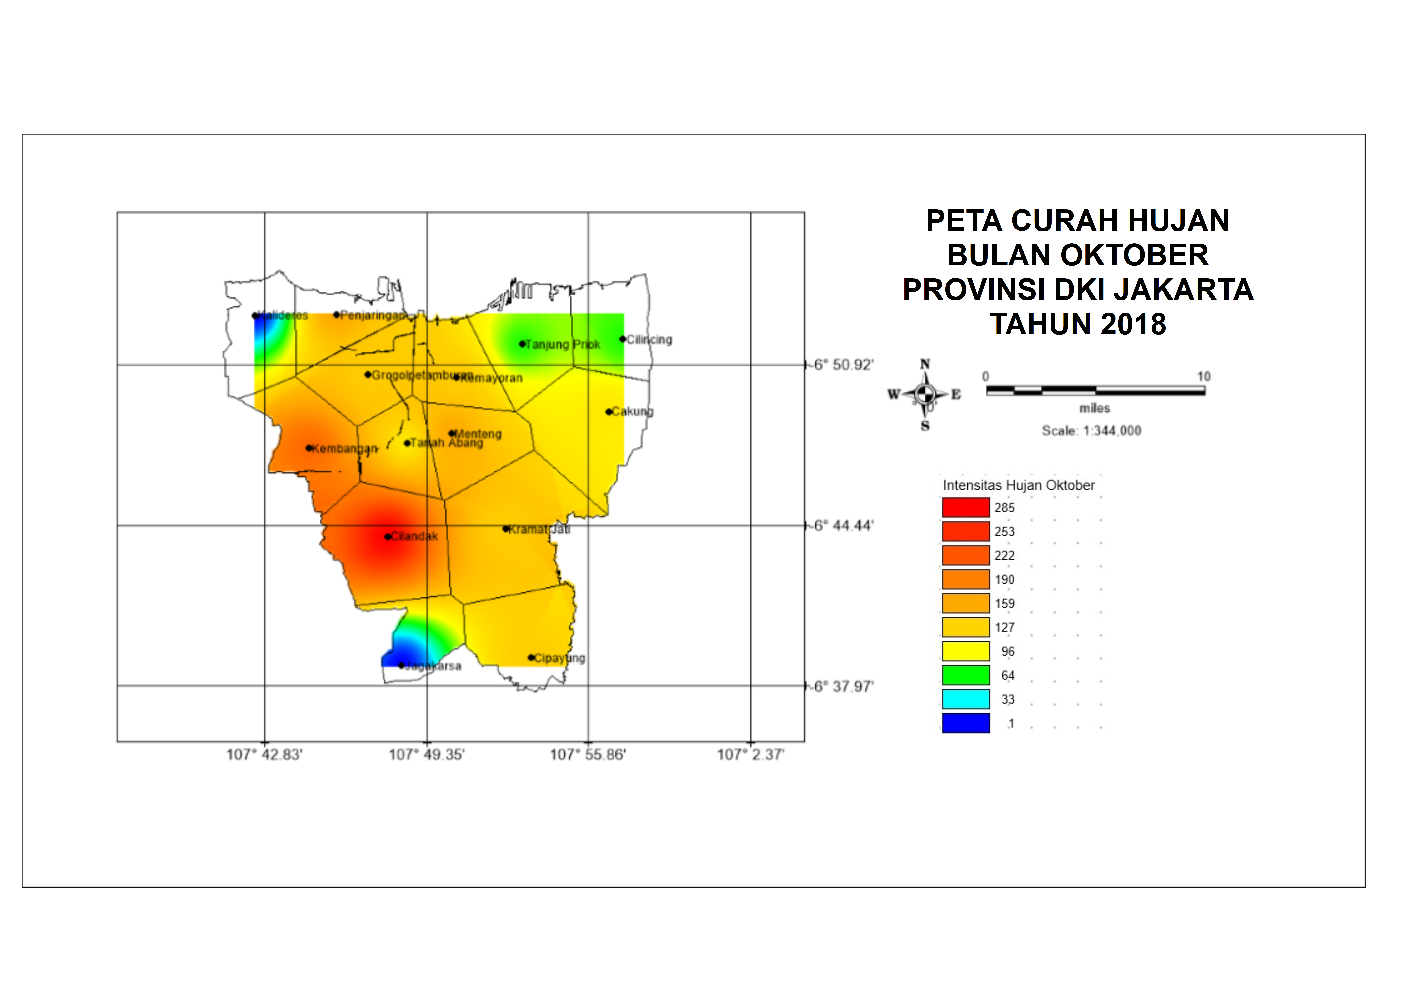 PETA CURAH HUJAN
BULAN OKTOBER
PROVINSI DKI JAKARTA
TAHUN 2018
Kalideres
Penjaringan
Tanjung Priok
Cilincing
-6° 50.92'
Grogolpetamburan
Kemayoran
Cakung
Menteng
Tanah Abang
Kembangan
-6° 44.44'
Kramat Jati
Cilandak
Cipayung
Jagakarsa
-6° 37.97'
107° 42.83'
107° 49.35'
107° 55.86'
107° 2.37'
N
W
E
S
0
10
miles
Scale: 1:344,000
Intensitas Hujan Oktober
285
253
222
190
159
127
96
64
33
1